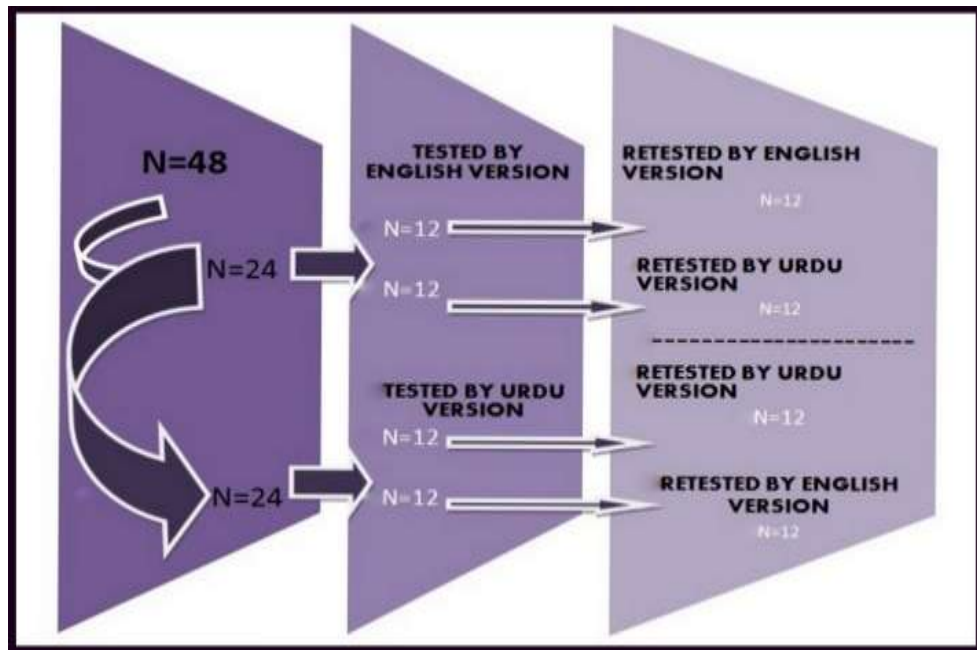 N=48
N=24
N=24
TESTED BY
ENGLISH VERSION
N=12
N=12
TESTED BY URDU
VERSION
N=12
N=12
RETESTED BY ENGLISH
VERSION
N=12
RETESTED BY URDU
VERSION
N=12
RETESTED BY URDU
VERSION
N=12
RETESTED BY ENGLISH
VERSION
N=12